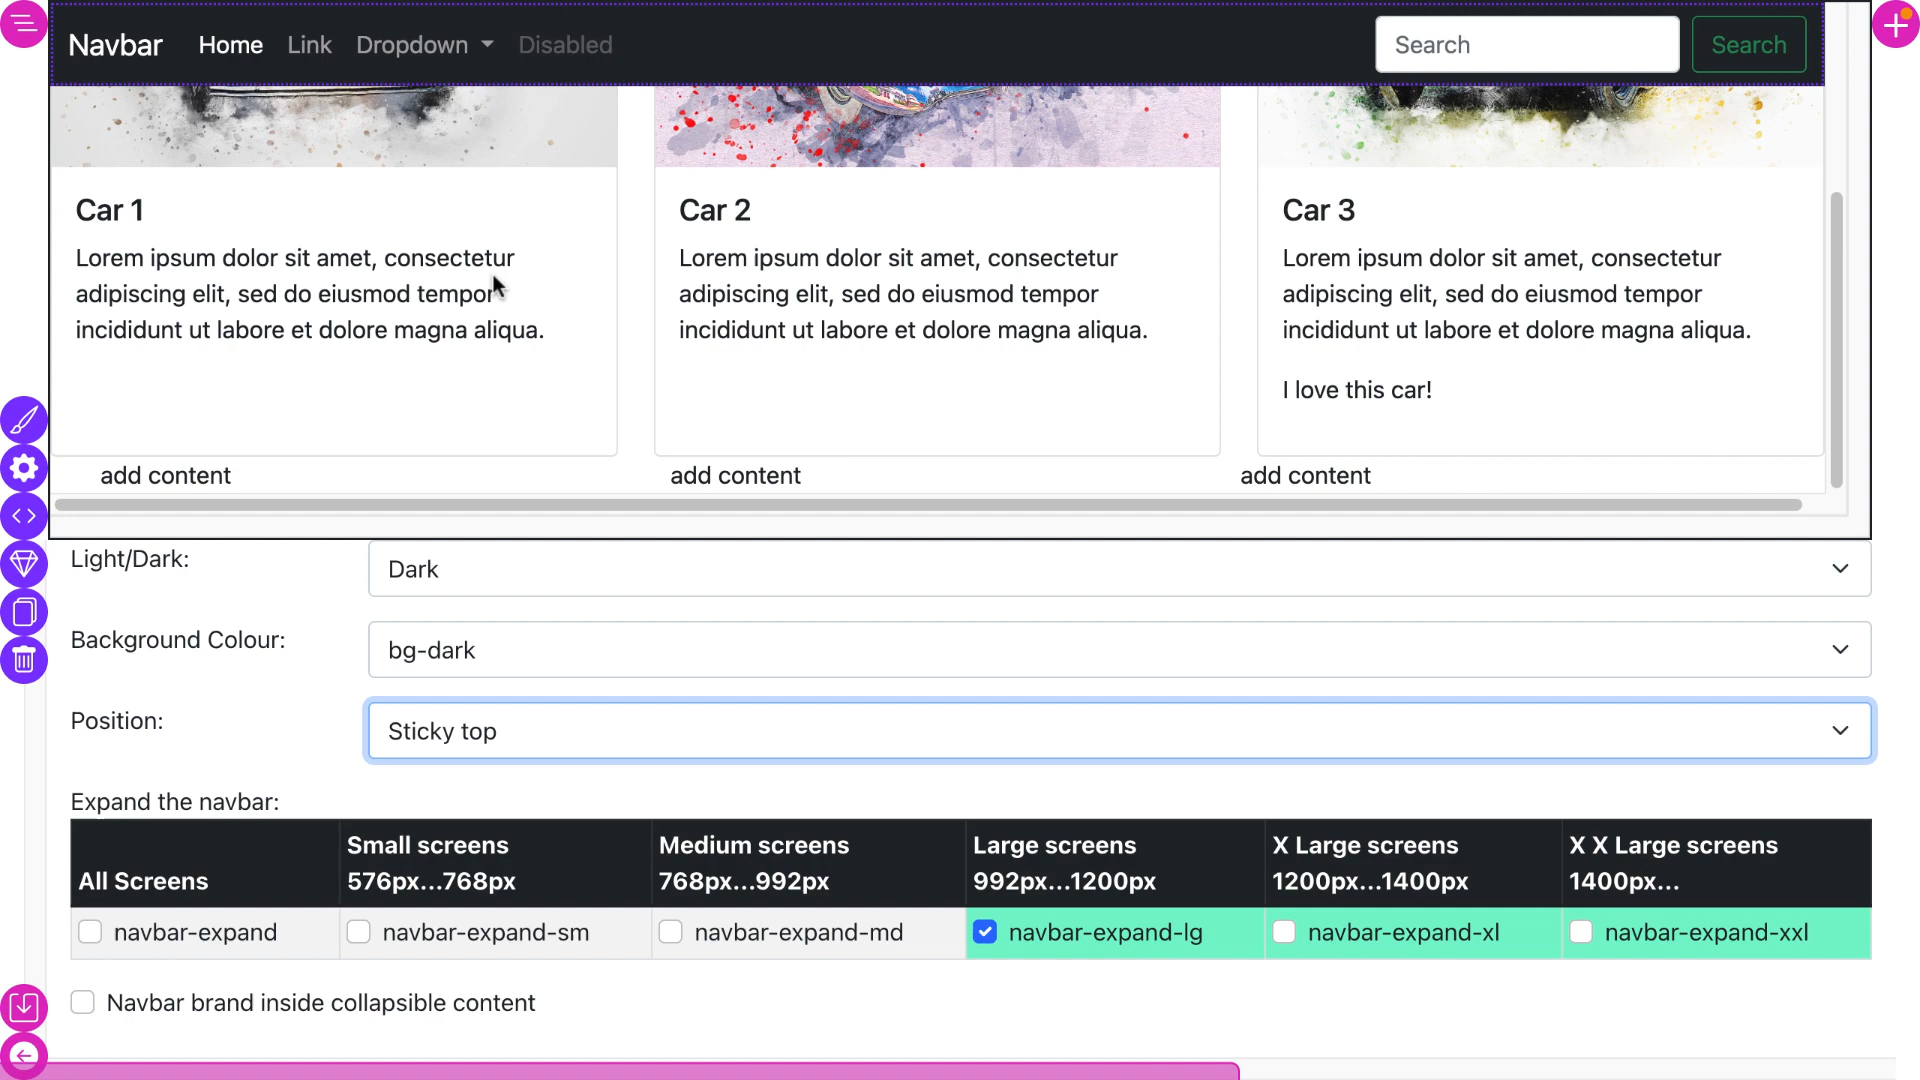 Navbar Home Link Dropdown Disabled Search Search
Car 1
Lorem ipsum dolor sit amet, consectetur
adipiscing elit, sed do eiusmod tempor
incididunt ut labore et dolore magna aliqua.
Car 2
Lorem ipsum dolor sit amet, consectetur
adipiscing elit, sed do eiusmod tempor
incididunt ut labore et dolore magna aliqua.
Car 3
Lorem ipsum dolor sit amet, consectetur
adipiscing elit, sed do eiusmod tempor
incididunt ut labore et dolore magna aliqua.
I love this car!
add content add content add content
Light/Dark: Dark
Background Colour: bg-dark
Position: Sticky top
Expand the navbar:
All Screens
Small screens
576px...768px
Medium screens
768px...992px
Large screens
992px...1200px
X Large screens
1200px...1400px
X X Large screens
1400px...
navbar-expand navbar-expand-sm navbar-expand-md navbar-expand-lg navbar-expand-xl navbar-expand-xxl
Navbar brand inside collapsible content